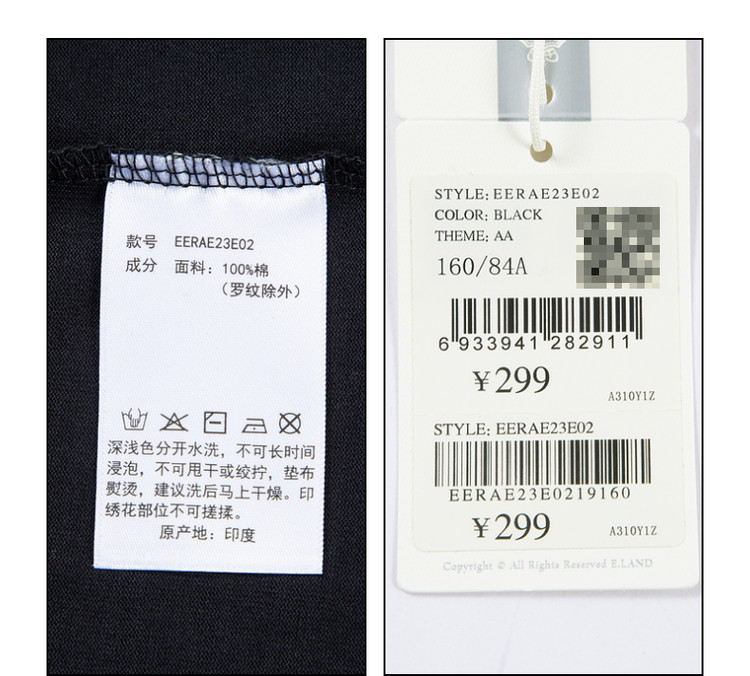 款号 EERAE23E02
成分 面料：100%棉
（罗纹除外）
深浅色分开水洗，不可长时间
浸泡，不可甩干或绞拧，垫布
熨烫，建议洗后马上干燥。印
绣花部位不可搓揉。
原产地：印度
STYLE: EERAE23E02
COLOR: BLACK
THEME: AA
160/84A
6 933941 282911
¥299
A310Y1Z
STYLE: EERAE23E02
EERAE23E0219160
¥299
A310Y1Z
Copyright © All Rights Reserved E.LAND